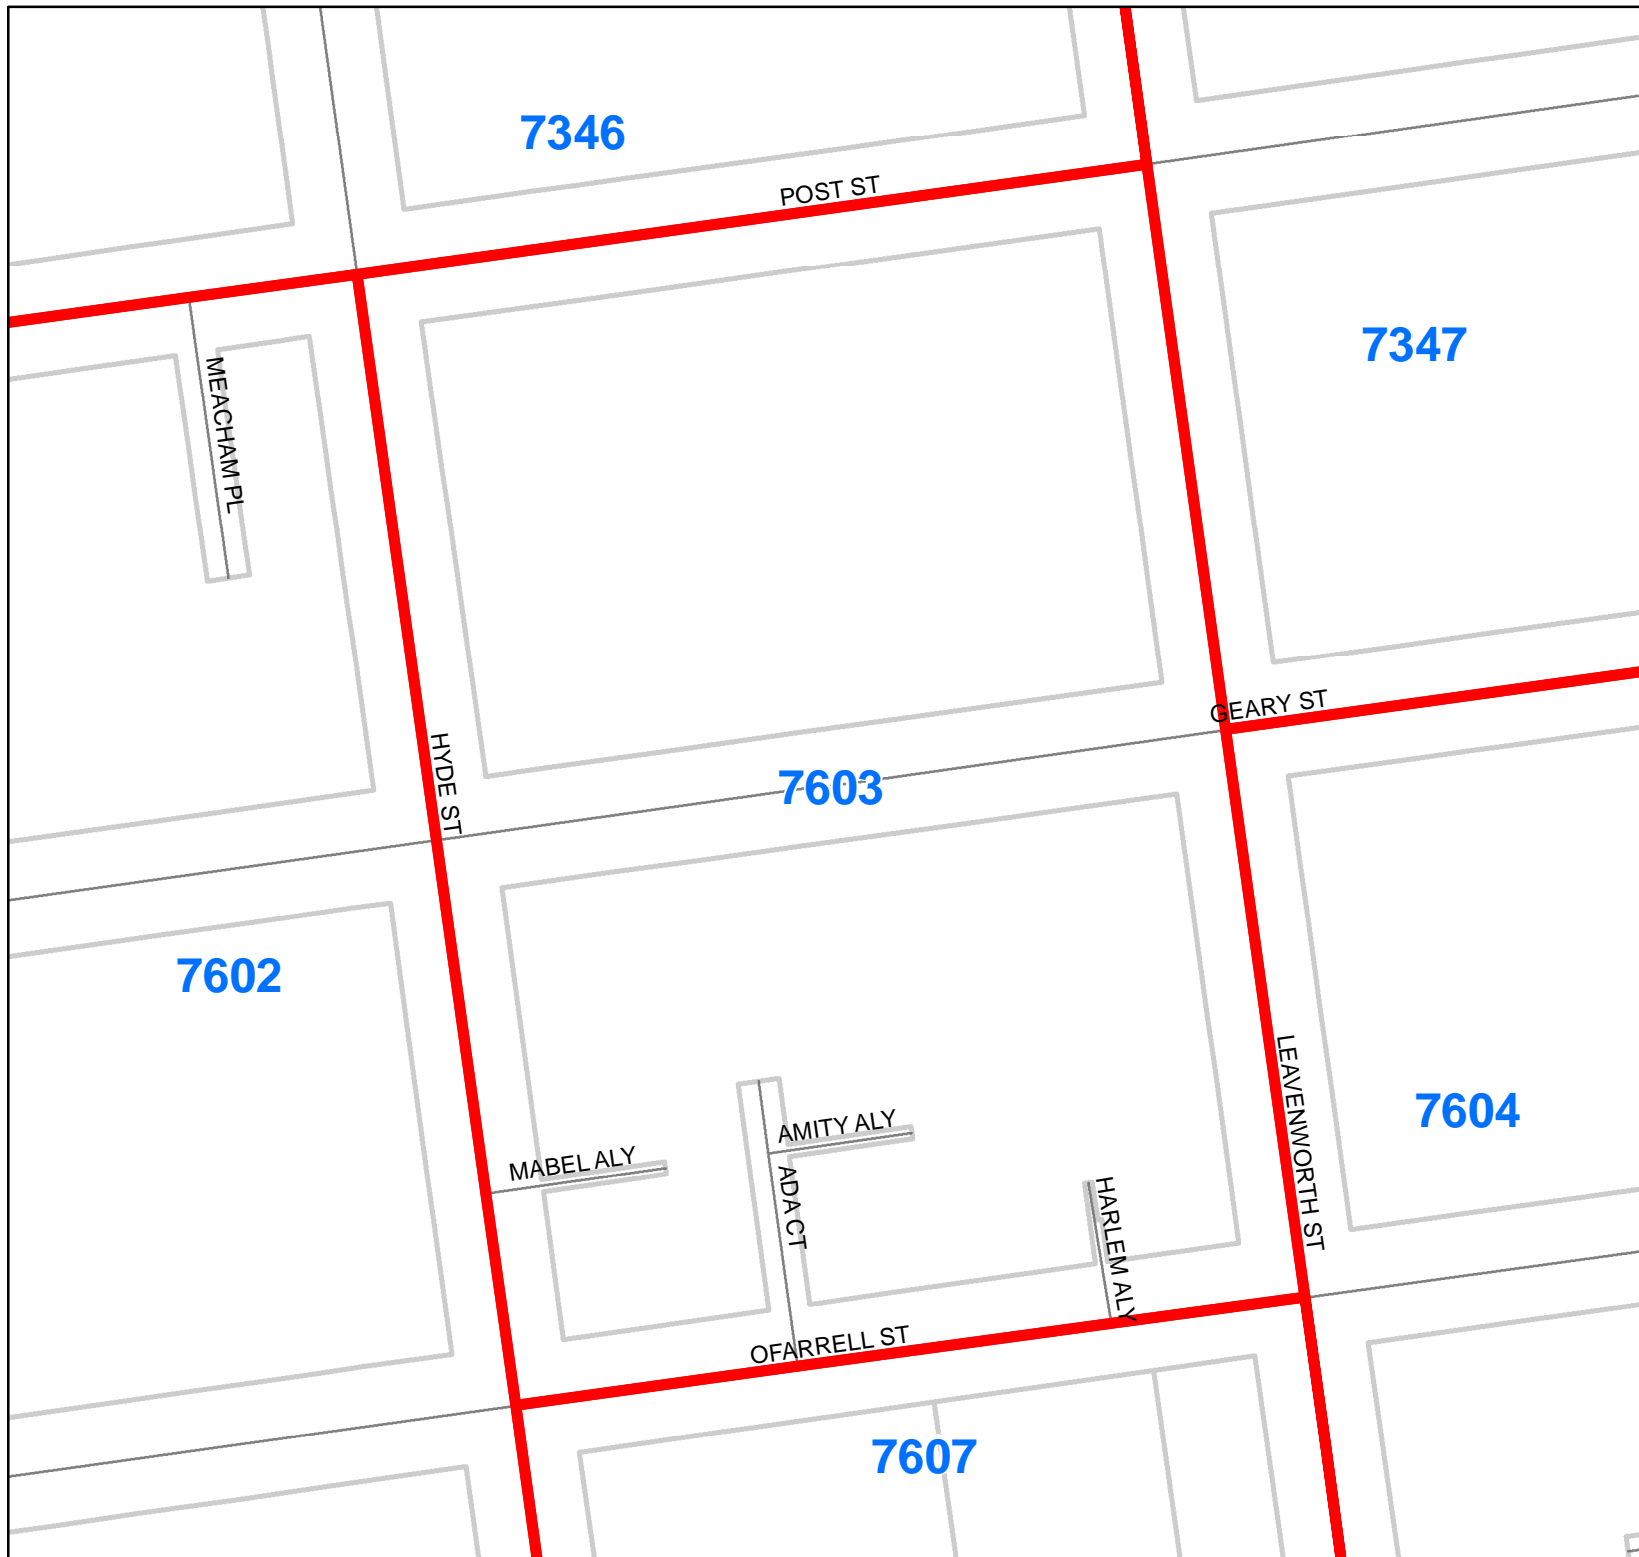 7346
POST ST
7347
MEACHAM PL
GEARY ST
HYDE ST
7603
7602
LEAVENWORTH ST
7604
AMITY ALY
MABEL ALY
ADA CT
HARLEM ALY
OFARRELL ST
7607